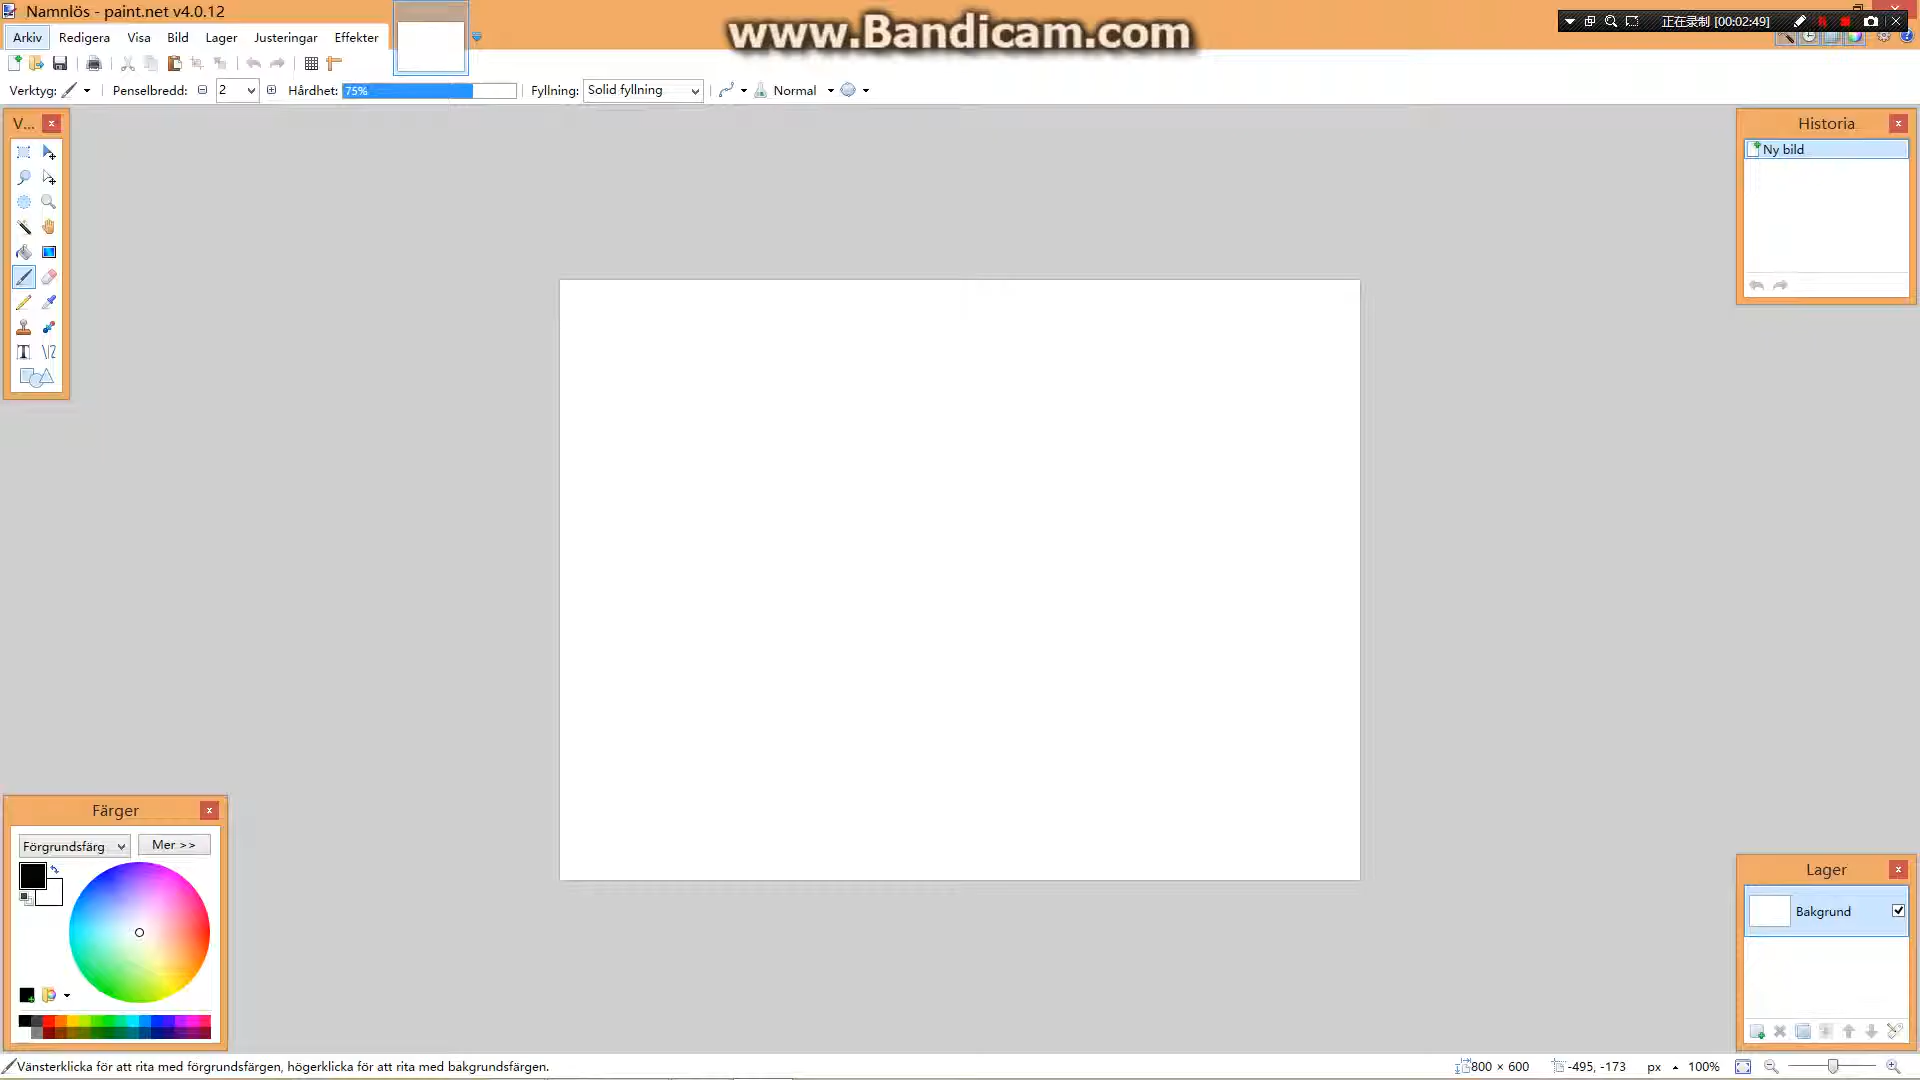 Namnlös - paint.net v4.0.12
www.Bandicam.com
正在录制 [00:02:49]
Arkiv Redigera Visa Bild Lager Justeringar Effekter
Verktyg: Penselbredd: 2 Hårdhet: 75% Fyllning: Solid fyllning Normal
V...
Historia
Ny bild
Färger
Förgrundsfärg Mer >>
Lager
Bakgrund
Vänsterklicka för att rita med förgrundsfärgen, högerklicka för att rita med bakgrundsfärgen. 800 × 600 -495, -173 px 100%